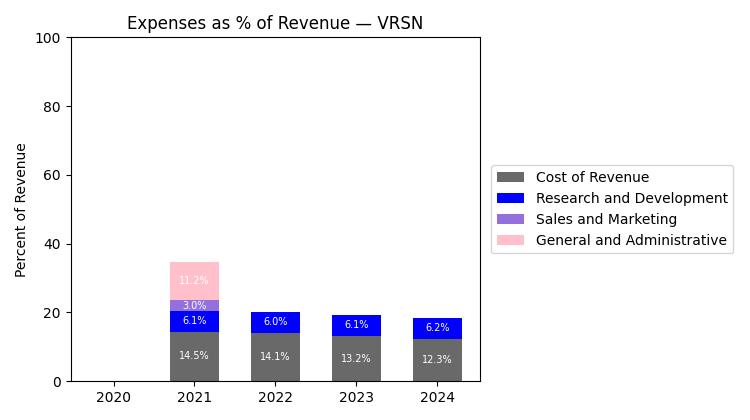 Expenses as % of Revenue — VRSN
Percent of Revenue
100
80
60
40
20
0
11.2%
3.0%
6.1%
14.5%
6.0%
14.1%
6.1%
13.2%
6.2%
12.3%
2020 2021 2022 2023 2024
Cost of Revenue
Research and Development
Sales and Marketing
General and Administrative